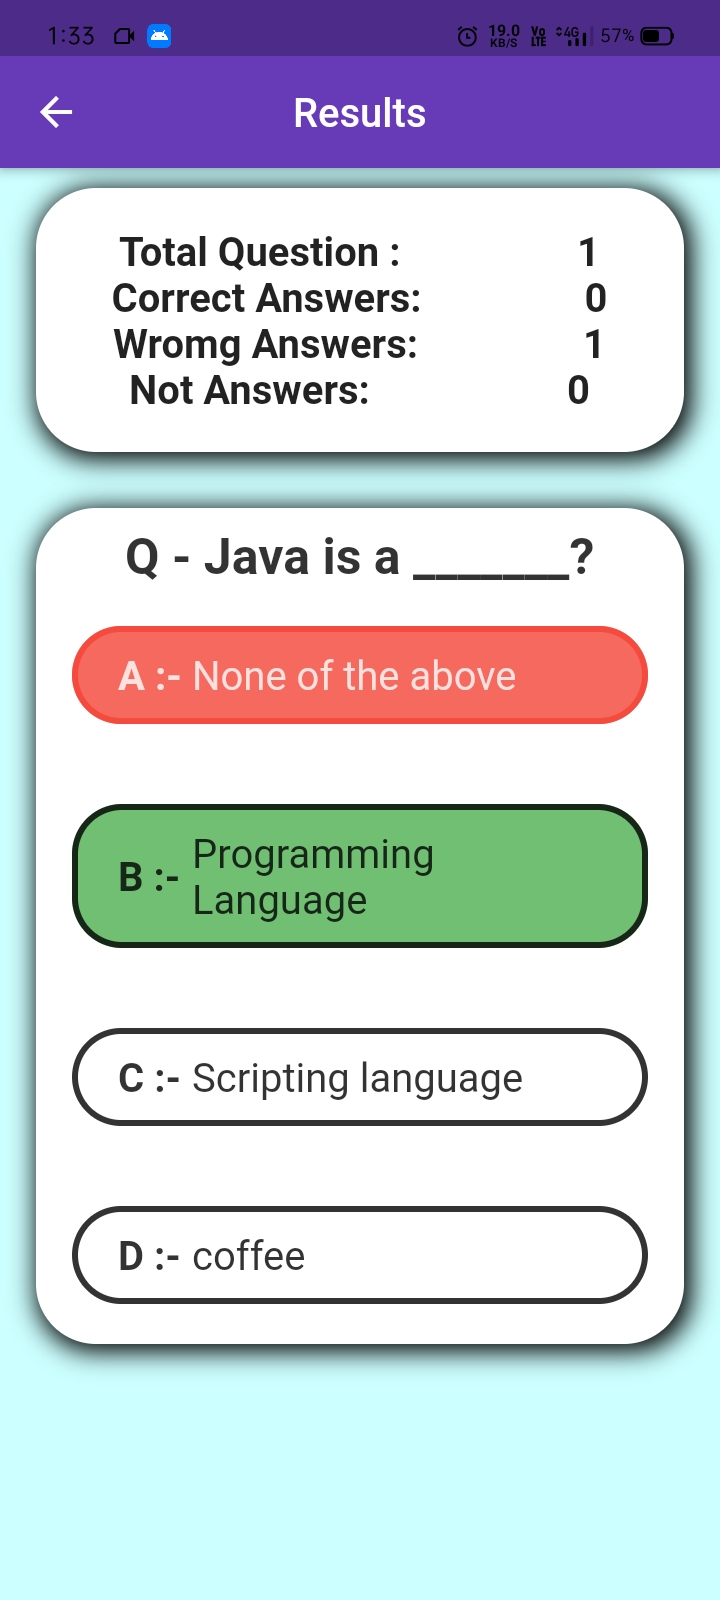 1:33 19.0 KB/S Vo LTE 4G 57%
Results
Total Question : 1
Correct Answers: 0
Wromg Answers: 1
Not Answers: 0
Q - Java is a _______?
A :- None of the above
B :- Programming
Language
C :- Scripting language
D :- coffee